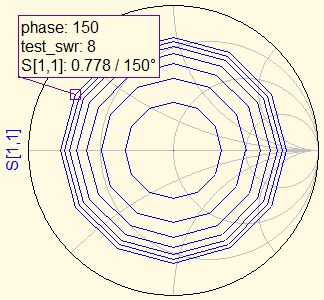 phase: 150
test_swr: 8
S[1,1]: 0.778 / 150°
S[1,1]